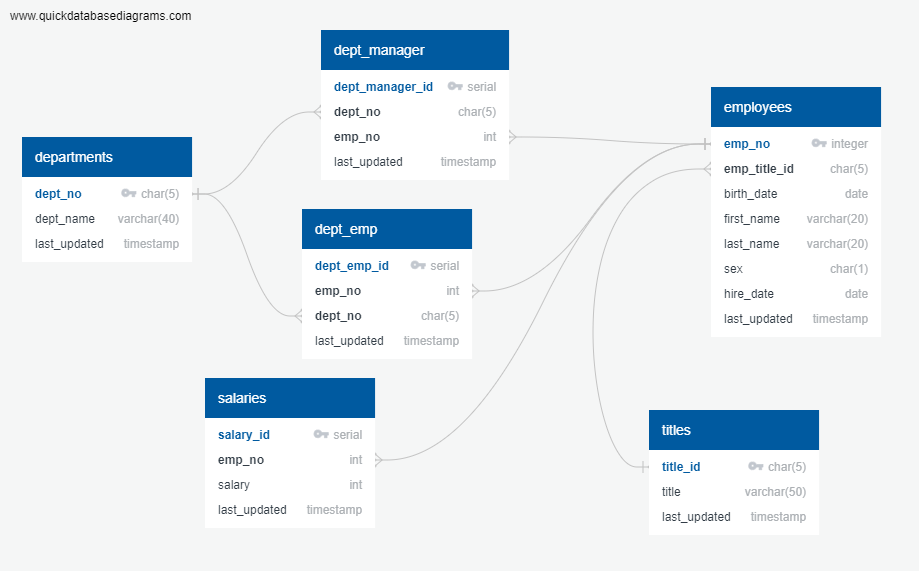 www.quickdatabasediagrams.com
dept_manager
dept_manager_id serial
dept_no char(5)
emp_no int
last_updated timestamp
employees
emp_no integer
emp_title_id char(5)
birth_date date
first_name varchar(20)
last_name varchar(20)
sex char(1)
hire_date date
last_updated timestamp
departments
dept_no char(5)
dept_name varchar(40)
last_updated timestamp
dept_emp
dept_emp_id serial
emp_no int
dept_no char(5)
last_updated timestamp
salaries
salary_id serial
emp_no int
salary int
last_updated timestamp
titles
title_id char(5)
title varchar(50)
last_updated timestamp